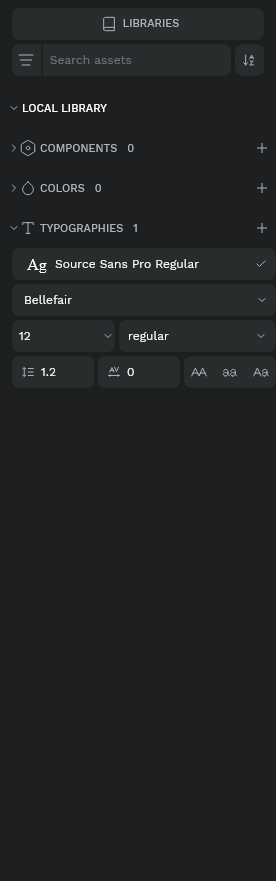 LIBRARIES
Search assets
LOCAL LIBRARY
COMPONENTS 0
COLORS 0
TYPOGRAPHIES 1
Ag Source Sans Pro Regular
Bellefair
12 regular
1.2 0 AA aa Aa